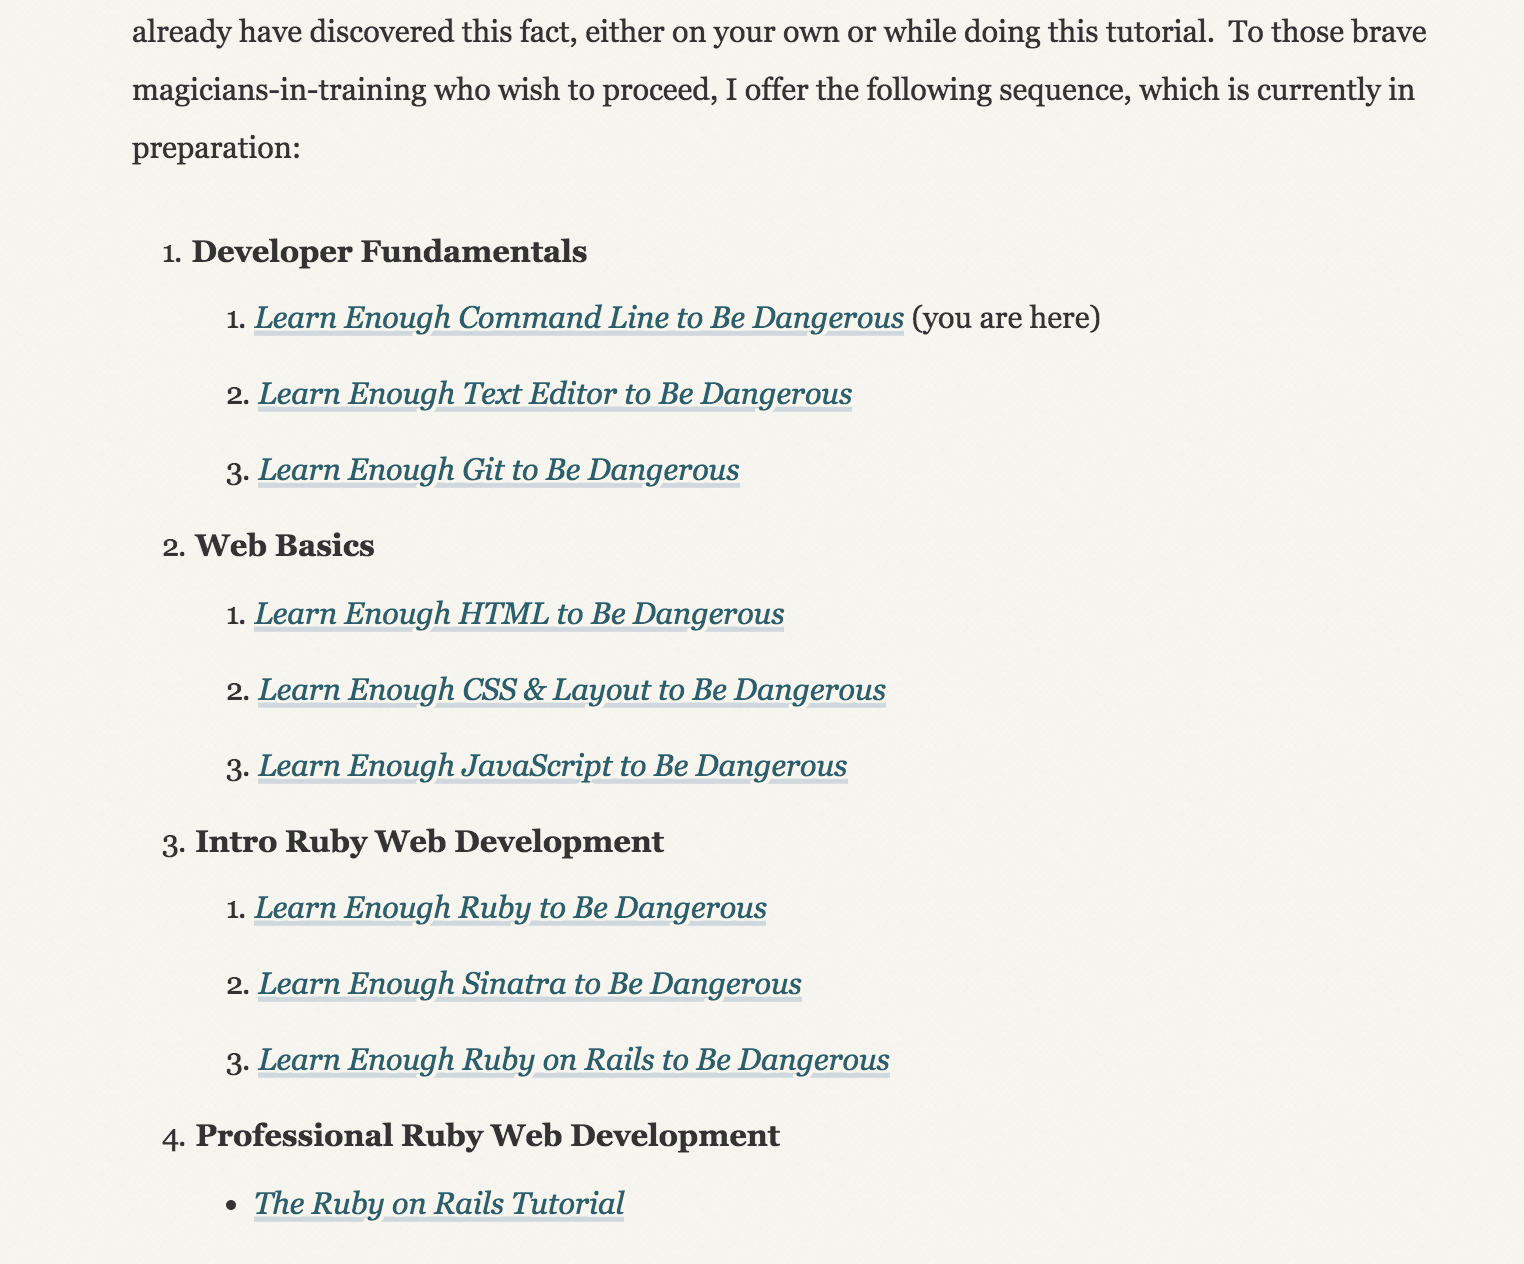 already have discovered this fact, either on your own or while doing this tutorial. To those brave
magicians-in-training who wish to proceed, I offer the following sequence, which is currently in
preparation:
1. Developer Fundamentals
1. Learn Enough Command Line to Be Dangerous (you are here)
2. Learn Enough Text Editor to Be Dangerous
3. Learn Enough Git to Be Dangerous
2. Web Basics
1. Learn Enough HTML to Be Dangerous
2. Learn Enough CSS & Layout to Be Dangerous
3. Learn Enough JavaScript to Be Dangerous
3. Intro Ruby Web Development
1. Learn Enough Ruby to Be Dangerous
2. Learn Enough Sinatra to Be Dangerous
3. Learn Enough Ruby on Rails to Be Dangerous
4. Professional Ruby Web Development
• The Ruby on Rails Tutorial